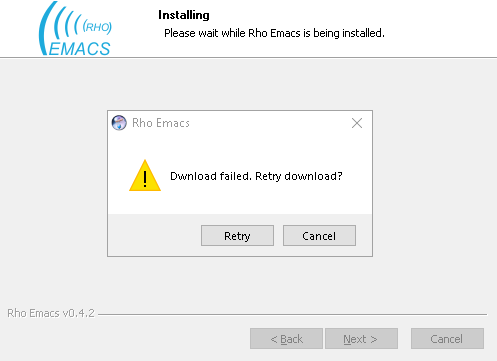 Installing
Please wait while Rho Emacs is being installed.
(RHO)
EMACS
Rho Emacs
Dwnload failed. Retry download?
Retry
Cancel
Rho Emacs v0.4.2
< Back
Next >
Cancel